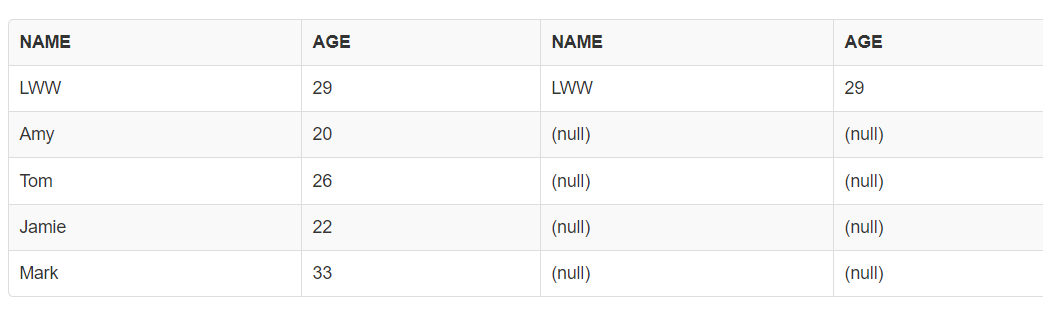 NAME AGE NAME AGE
LWW 29 LWW 29
Amy 20 (null) (null)
Tom 26 (null) (null)
Jamie 22 (null) (null)
Mark 33 (null) (null)